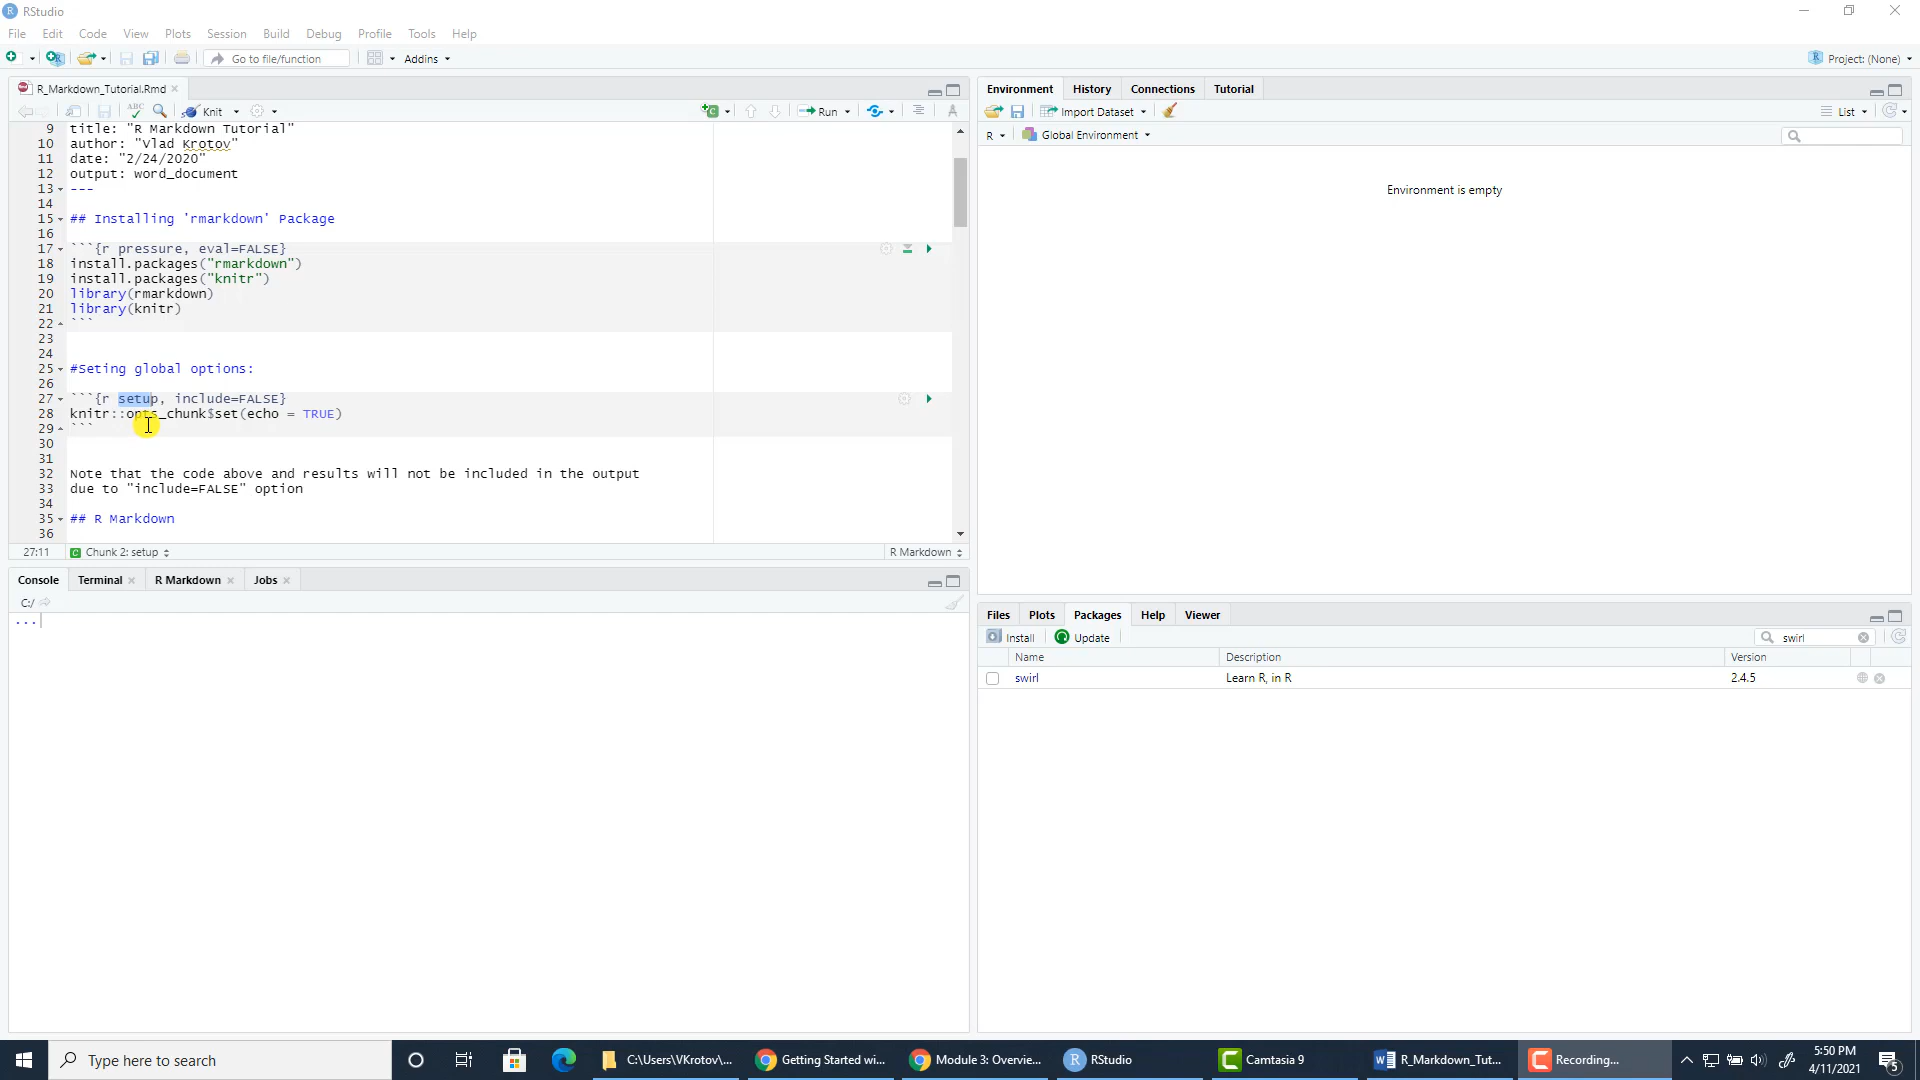 RStudio
File Edit Code View Plots Session Build Debug Profile Tools Help
Go to file/function Addins Project: (None)
R_Markdown_Tutorial.Rmd
Knit Run
9 title: "R Markdown Tutorial"
10 author: "Vlad Krotov"
11 date: "2/24/2020"
12 output: word_document
13 ---
14
15 ## Installing 'rmarkdown' Package
16
17 ```{r pressure, eval=FALSE}
18 install.packages("rmarkdown")
19 install.packages("knitr")
20 library(rmarkdown)
21 library(knitr)
22 ```
23
24
25 #Seting global options:
26
27 ```{r setup, include=FALSE}
28 knitr::opts_chunk$set(echo = TRUE)
29 ```
30
31
32 Note that the code above and results will not be included in the output
33 due to "include=FALSE" option
34
35 ## R Markdown
36
27:11 Chunk 2: setup R Markdown
Console Terminal R Markdown Jobs
C:/
...
Environment History Connections Tutorial
Import Dataset List
R Global Environment
Environment is empty
Files Plots Packages Help Viewer
Install Update swirl
Name Description Version
swirl Learn R, in R 2.4.5
Type here to search
C:\Users\VKrotov\...
Getting Started wi...
Module 3: Overvie...
RStudio
Camtasia 9
R_Markdown_Tut...
Recording...
5:50 PM
4/11/2021
5